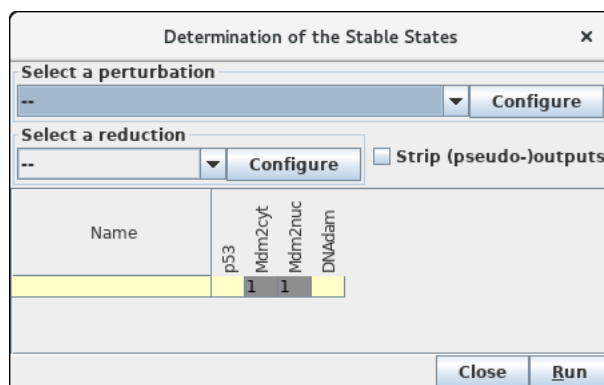 Determination of the Stable States ×
Select a perturbation
-- Configure
Select a reduction
-- Configure Strip (pseudo-)outputs
Name p53 Mdm2cyt Mdm2nuc DNAdam
1 1
Close Run